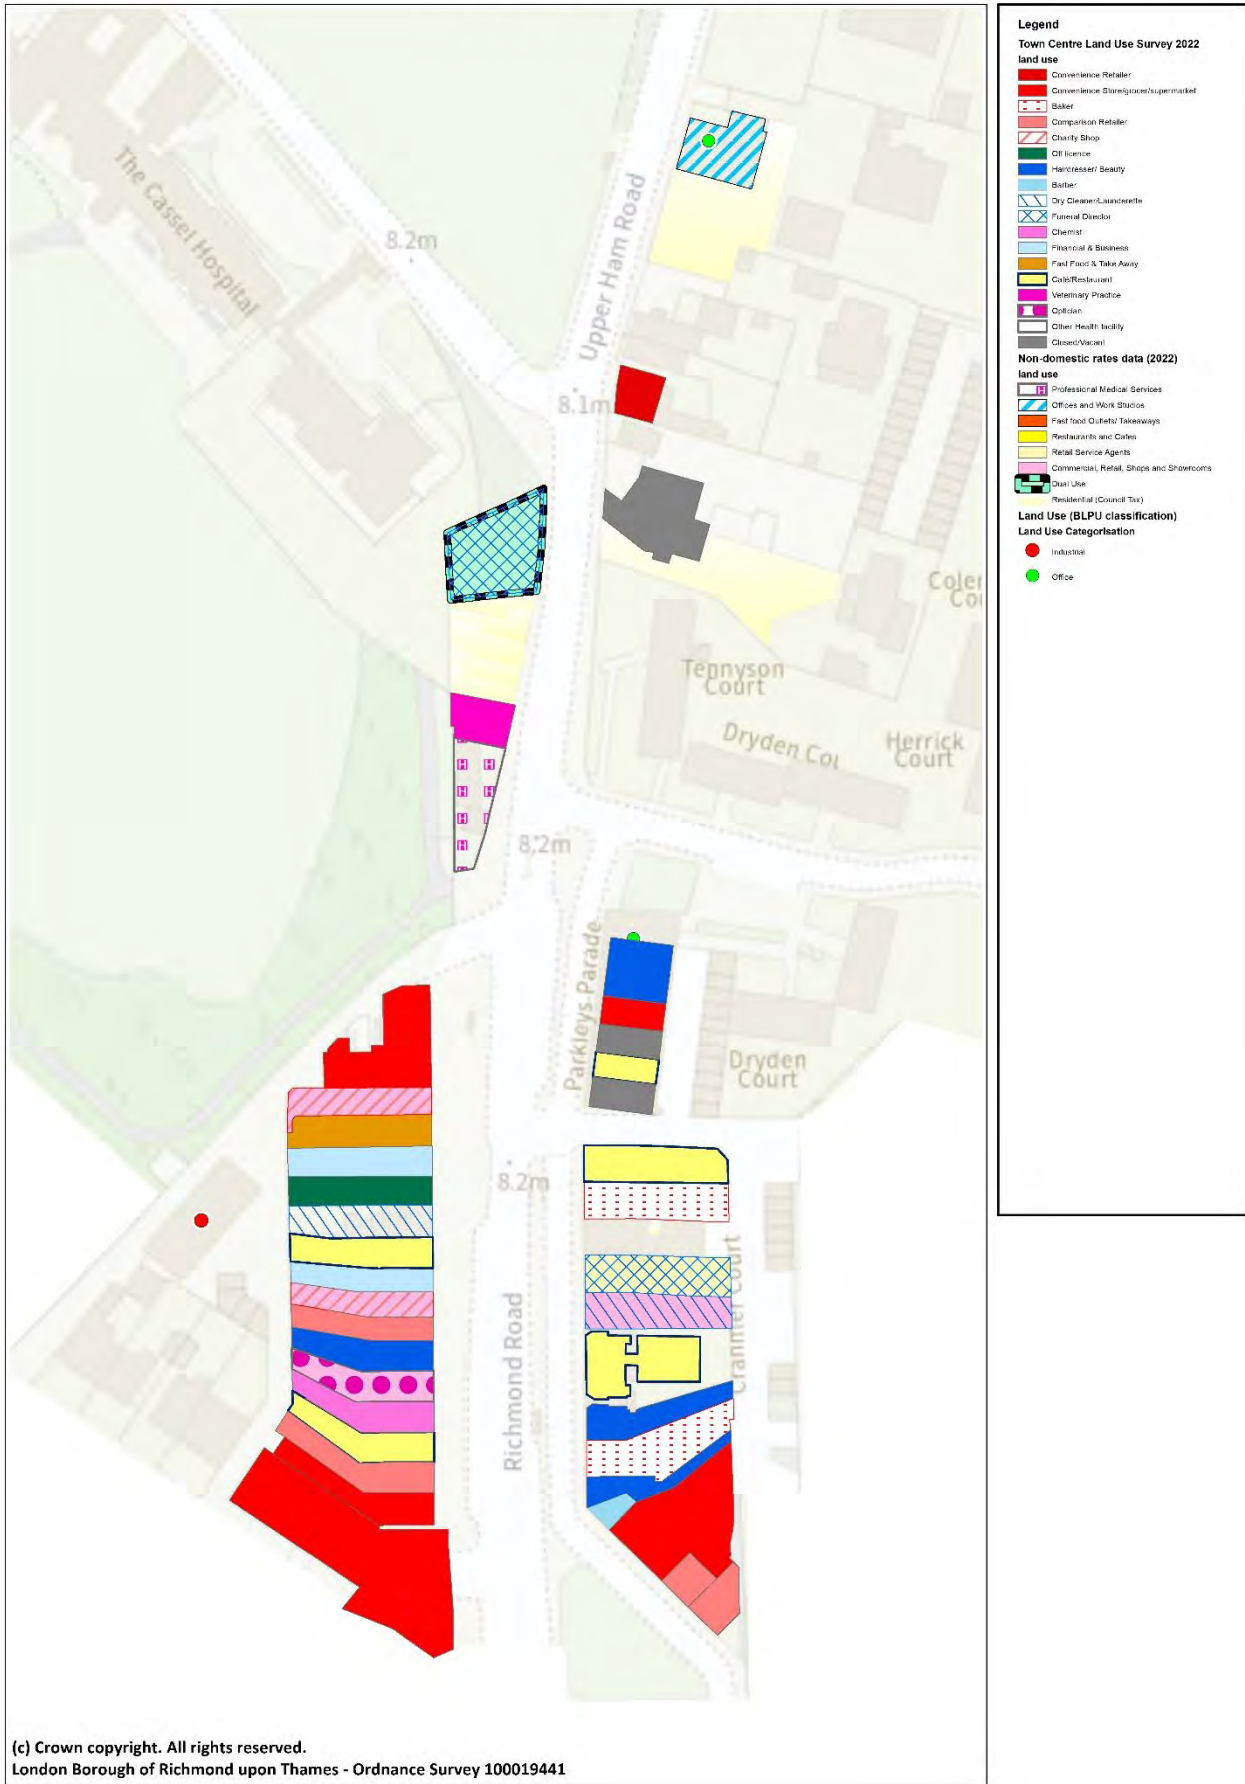 The Cassel Hospital
8.2m
Upper Ham Road
8.1m
Tennyson
Court
Dryden Cou
Herrick
Court
8.2m
Parkleys Parade
Dryden
Court
8.2m
Richmond Road
Cranmer Court
(c) Crown copyright. All rights reserved.
London Borough of Richmond upon Thames - Ordnance Survey 100019441
Legend
Town Centre Land Use Survey 2022
land use
Convenience Retailer
Convenience Store/grocer/supermarket
Baker
Comparison Retailer
Charity Shop
Off licence
Hairdresser/ Beauty
Barber
Dry Cleaner/Launderette
Funeral Director
Chemist
Financial & Business
Fast Food & Take Away
Café/Restaurant
Veterinary Practice
Optician
Other Health facility
Closed/Vacant
Non-domestic rates data (2022)
land use
Professional Medical Services
Offices and Work Studios
Fast food Outlets/ Takeaways
Restaurants and Cafes
Retail Service Agents
Commercial, Retail, Shops and Showrooms
Dual Use
Residential (Council Tax)
Land Use (BLPU classification)
Land Use Categorisation
Industrial
Office